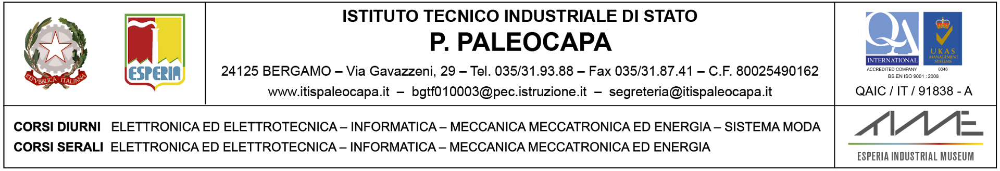 REPVBBLICA ITALIANA
ESPERIA
ISTITUTO TECNICO INDUSTRIALE DI STATO
P. PALEOCAPA
24125 BERGAMO – Via Gavazzeni, 29 – Tel. 035/31.93.88 – Fax 035/31.87.41 – C.F. 80025490162
www.itispaleocapa.it – bgtf010003@pec.istruzione.it – segreteria@itispaleocapa.it
QA
INTERNATIONAL
UKAS
MANAGEMENT
SYSTEMS
ACCREDITED COMPANY
0046
BS EN ISO 9001 : 2008
QAIC / IT / 91838 - A
CORSI DIURNI ELETTRONICA ED ELETTROTECNICA – INFORMATICA – MECCANICA MECCATRONICA ED ENERGIA – SISTEMA MODA
CORSI SERALI ELETTRONICA ED ELETTROTECNICA – INFORMATICA – MECCANICA MECCATRONICA ED ENERGIA
ESPERIA INDUSTRIAL MUSEUM